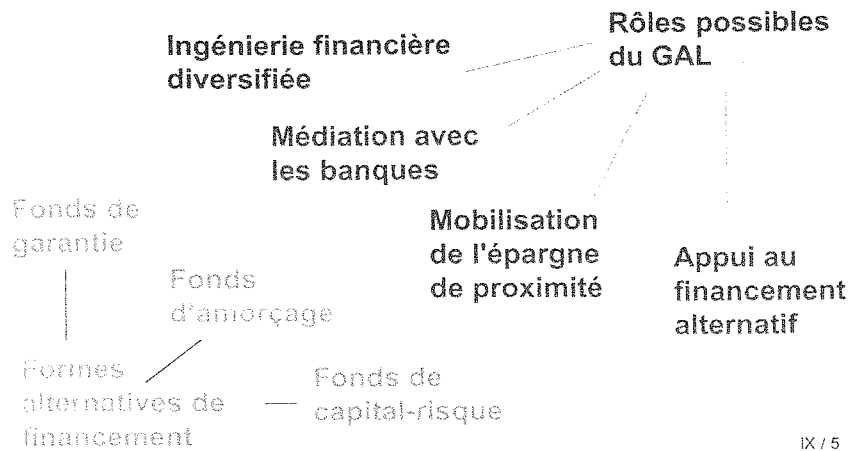 Rôles possibles
du GAL
Ingénierie financière
diversifiée
Médiation avec
les banques
Mobilisation
de l'épargne
de proximité
Appui au
financement
alternatif
Fonds de
garantie
Fonds
d'amorçage
Formes
alternatives de
financement
Fonds de
capital-risque
IX / 5